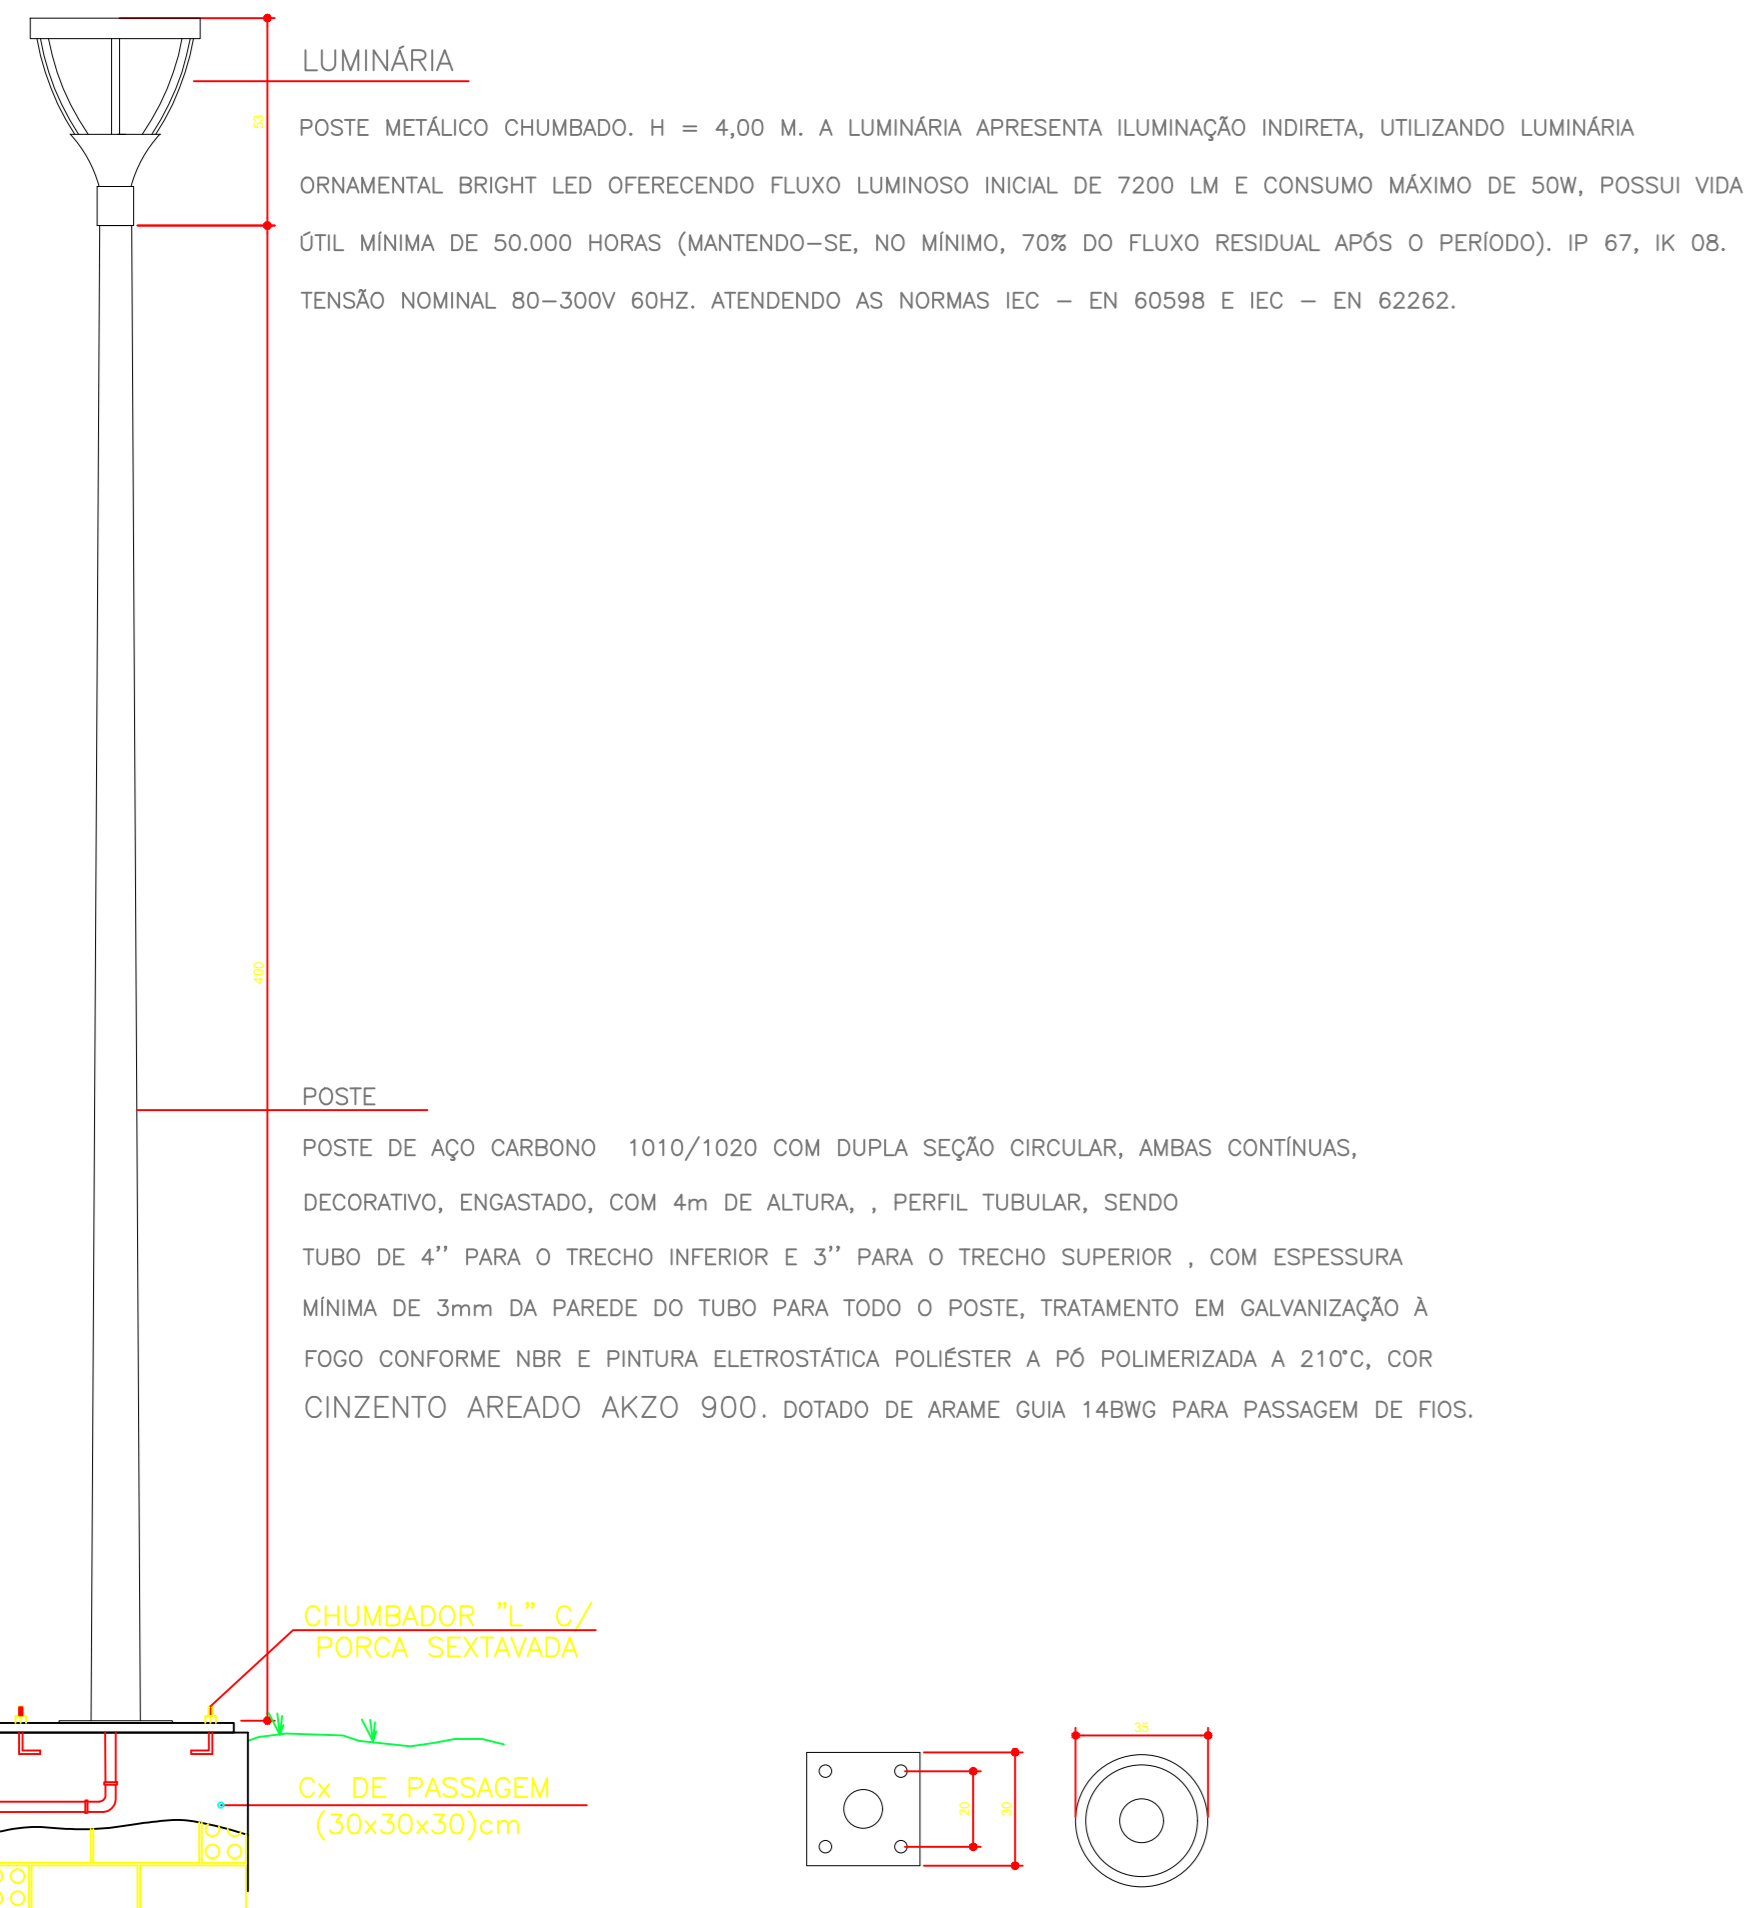 LUMINÁRIA
53
POSTE METÁLICO CHUMBADO. H = 4,00 M. A LUMINÁRIA APRESENTA ILUMINAÇÃO INDIRETA, UTILIZANDO LUMINÁRIA
ORNAMENTAL BRIGHT LED OFERECENDO FLUXO LUMINOSO INICIAL DE 7200 LM E CONSUMO MÁXIMO DE 50W, POSSUI VIDA
ÚTIL MÍNIMA DE 50.000 HORAS (MANTENDO-SE, NO MÍNIMO, 70% DO FLUXO RESIDUAL APÓS O PERÍODO). IP 67, IK 08.
TENSÃO NOMINAL 80-300V 60HZ. ATENDENDO AS NORMAS IEC - EN 60598 E IEC - EN 62262.
400
POSTE
POSTE DE AÇO CARBONO 1010/1020 COM DUPLA SEÇÃO CIRCULAR, AMBAS CONTÍNUAS,
DECORATIVO, ENGASTADO, COM 4m DE ALTURA, , PERFIL TUBULAR, SENDO
TUBO DE 4'' PARA O TRECHO INFERIOR E 3'' PARA O TRECHO SUPERIOR , COM ESPESSURA
MÍNIMA DE 3mm DA PAREDE DO TUBO PARA TODO O POSTE, TRATAMENTO EM GALVANIZAÇÃO À
FOGO CONFORME NBR E PINTURA ELETROSTÁTICA POLIÉSTER A PÓ POLIMERIZADA A 210°C, COR
CINZENTO AREADO AKZO 900. DOTADO DE ARAME GUIA 14BWG PARA PASSAGEM DE FIOS.
CHUMBADOR "L" C/
PORCA SEXTAVADA
Cx DE PASSAGEM
(30x30x30)cm
20
30
35